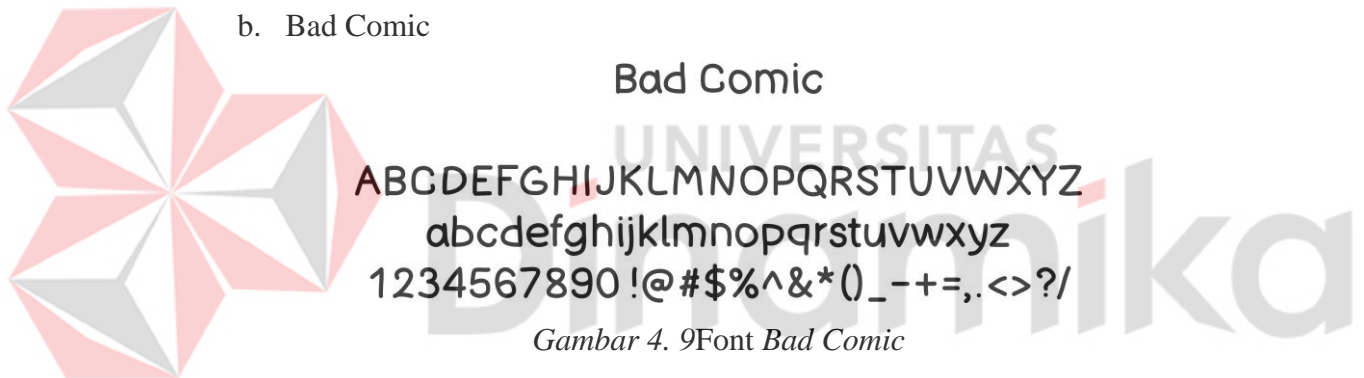 b. Bad Comic
Bad Comic
UNIVERSITAS
Dinamika
ABCDEFGHIJKLMNOPQRSTUVWXYZ
abcdefghijklmnopqrstuvwxyz
1234567890!@#$%^&*()_-+=,.<>?/
Gambar 4. 9Font Bad Comic